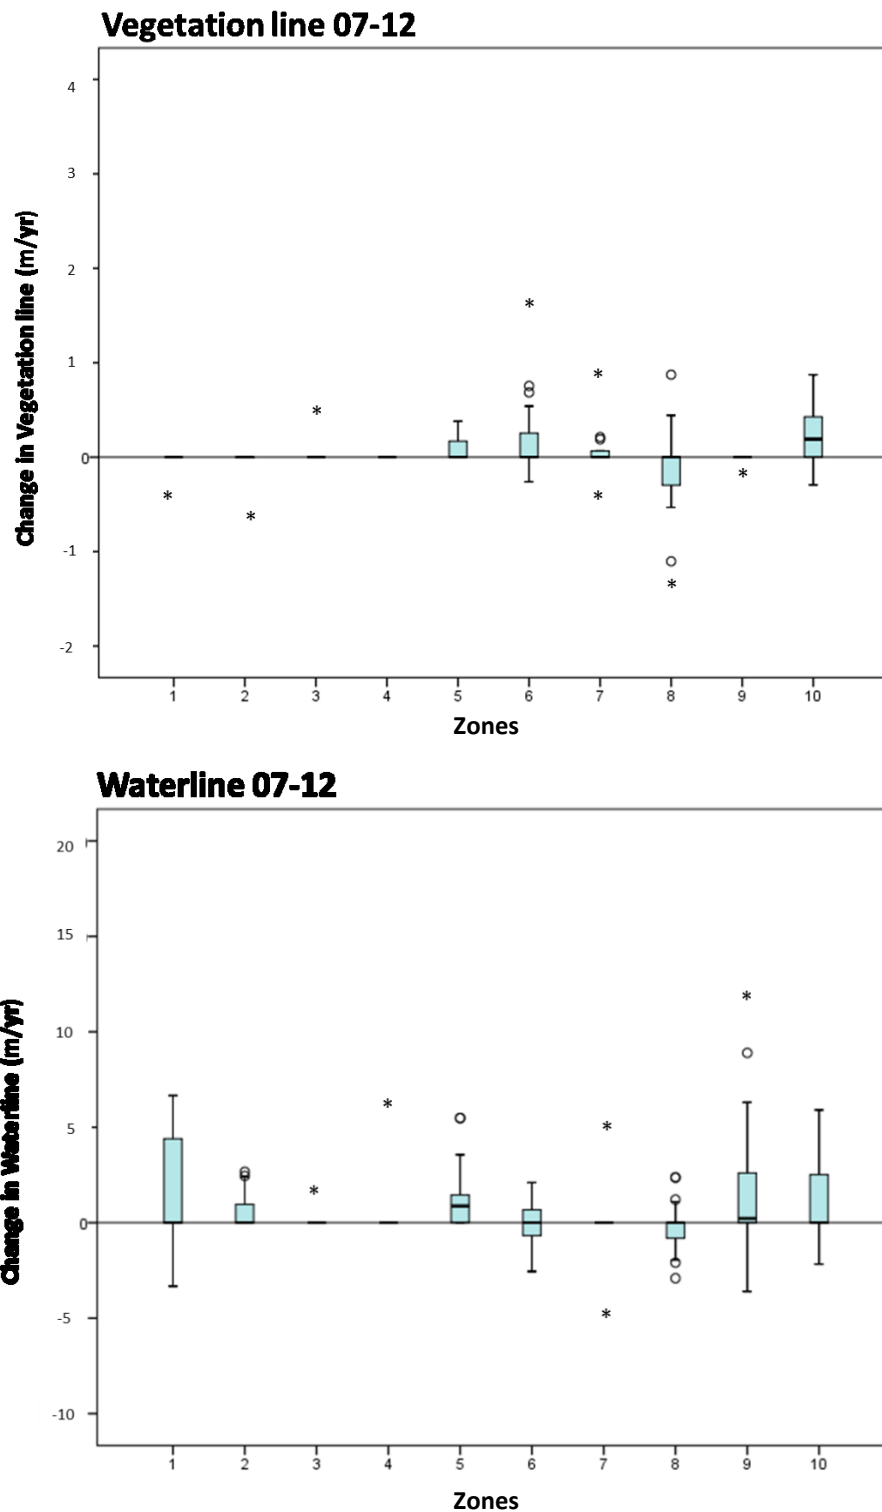 Vegetation line 07-12
Change in Vegetation line (m/yr)
4
3
2
1
0
-1
-2
1 2 3 4 5 6 7 8 9 10
Zones
Waterline 07-12
Change in Waterline (m/yr)
20
15
10
5
0
-5
-10
1 2 3 4 5 6 7 8 9 10
Zones